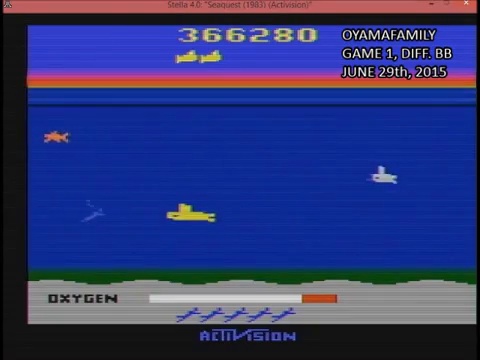 Stella 4.0: "Seaquest (1983) (Activision)"
366280
OYAMAFAMILY
GAME 1, DIFF. BB
JUNE 29th, 2015
OXYGEN
ACTIVISION